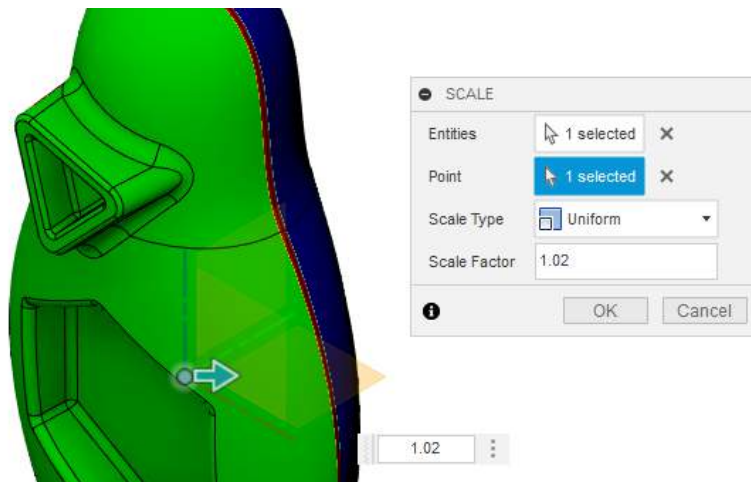 SCALE
Entities 1 selected
Point 1 selected
Scale Type Uniform
Scale Factor 1.02
OK Cancel
1.02